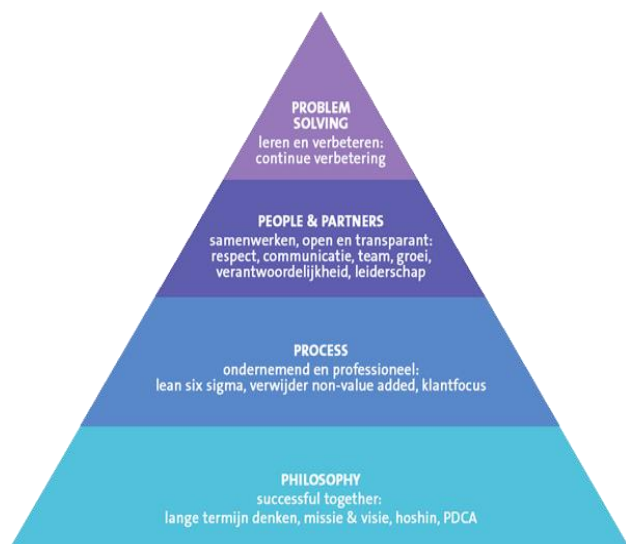 PROBLEM
SOLVING
leren en verbeteren:
continue verbetering
PEOPLE & PARTNERS
samenwerken, open en transparant:
respect, communicatie, team, groei,
verantwoordelijkheid, leiderschap
PROCESS
ondernemend en professioneel:
lean six sigma, verwijder non-value added, klantfocus
PHILOSOPHY
successful together:
lange termijn denken, missie & visie, hoshin, PDCA